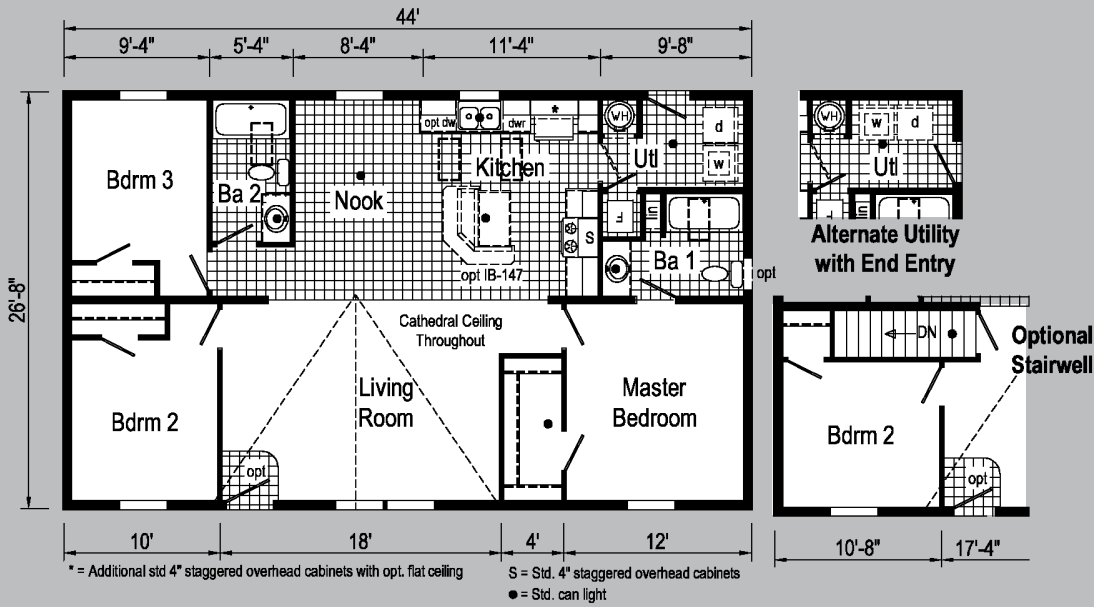 44'
9'-4"
5'-4"
8'-4"
11'-4"
9'-8"
26'-8"
opt dw
dwr
*
WH
d
w
Utl
Kitchen
Bdrm 3
Ba 2
Nook
F
lin
S
Ba 1
opt
opt IB-147
WH
w
d
Utl
F
lin
Alternate Utility
with End Entry
Cathedral Ceiling
Throughout
Living
Room
Master
Bedroom
Bdrm 2
opt
DN
Optional
Stairwell
Bdrm 2
opt
10'
18'
4'
12'
10'-8"
17'-4"
* = Additional std 4" staggered overhead cabinets with opt. flat ceiling
S = Std. 4" staggered overhead cabinets
● = Std. can light